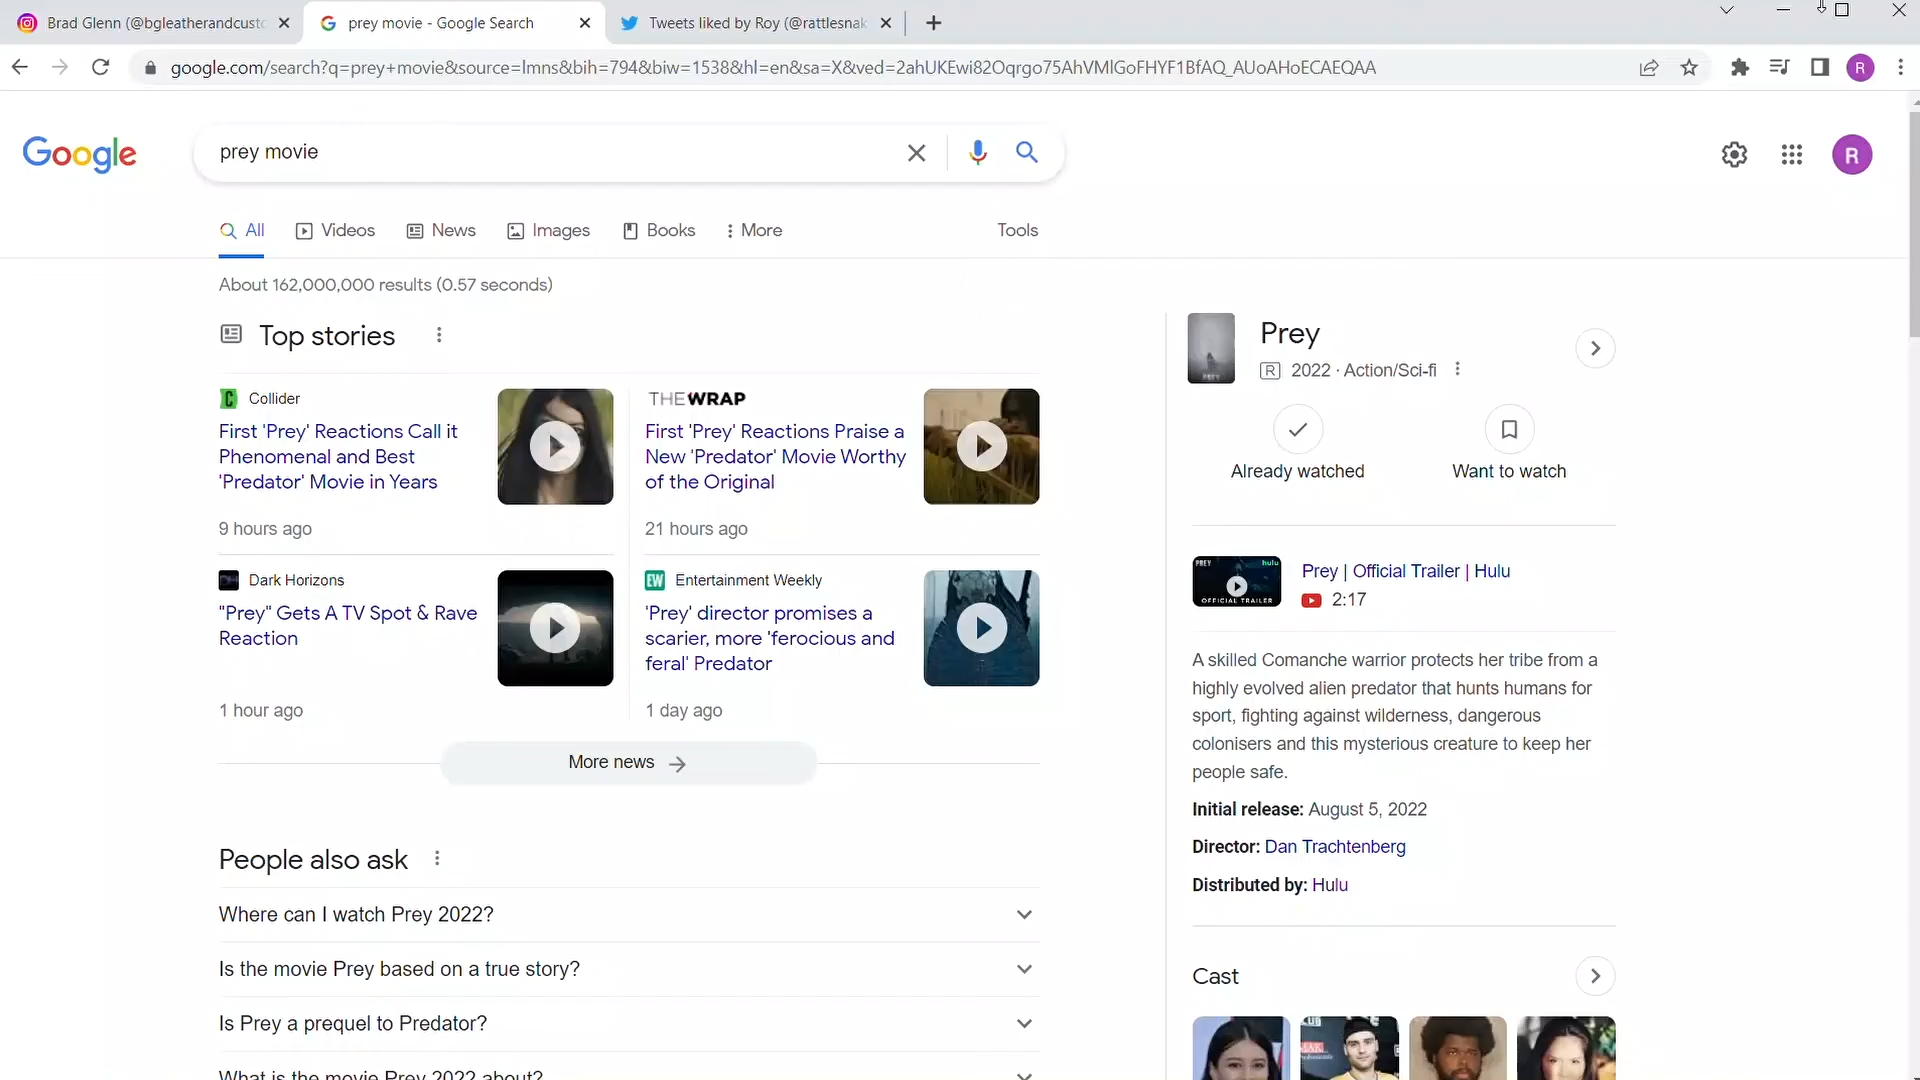 Brad Glenn (@bgleatherandcusto
prey movie - Google Search
Tweets liked by Roy (@rattlesnak
google.com/search?q=prey+movie&source=lmns&bih=794&biw=1538&hl=en&sa=X&ved=2ahUKEwi82Oqrgo75AhVMlGoFHYF1BfAQ_AUoAHoECAEQAA
R
Google
prey movie
R
All
Videos
News
Images
Books
More
Tools
About 162,000,000 results (0.57 seconds)
Top stories
Collider
First 'Prey' Reactions Call it
Phenomenal and Best
'Predator' Movie in Years
9 hours ago
THEWRAP
First 'Prey' Reactions Praise a
New 'Predator' Movie Worthy
of the Original
21 hours ago
Dark Horizons
"Prey" Gets A TV Spot & Rave
Reaction
1 hour ago
EW
Entertainment Weekly
'Prey' director promises a
scarier, more 'ferocious and
feral' Predator
1 day ago
More news
People also ask
Where can I watch Prey 2022?
Is the movie Prey based on a true story?
Is Prey a prequel to Predator?
What is the movie Prey 2022 about?
Prey
R 2022 · Action/Sci-fi
Already watched
Want to watch
PREY
hulu
OFFICIAL TRAILER
Prey | Official Trailer | Hulu
2:17
A skilled Comanche warrior protects her tribe from a
highly evolved alien predator that hunts humans for
sport, fighting against wilderness, dangerous
colonisers and this mysterious creature to keep her
people safe.
Initial release: August 5, 2022
Director: Dan Trachtenberg
Distributed by: Hulu
Cast